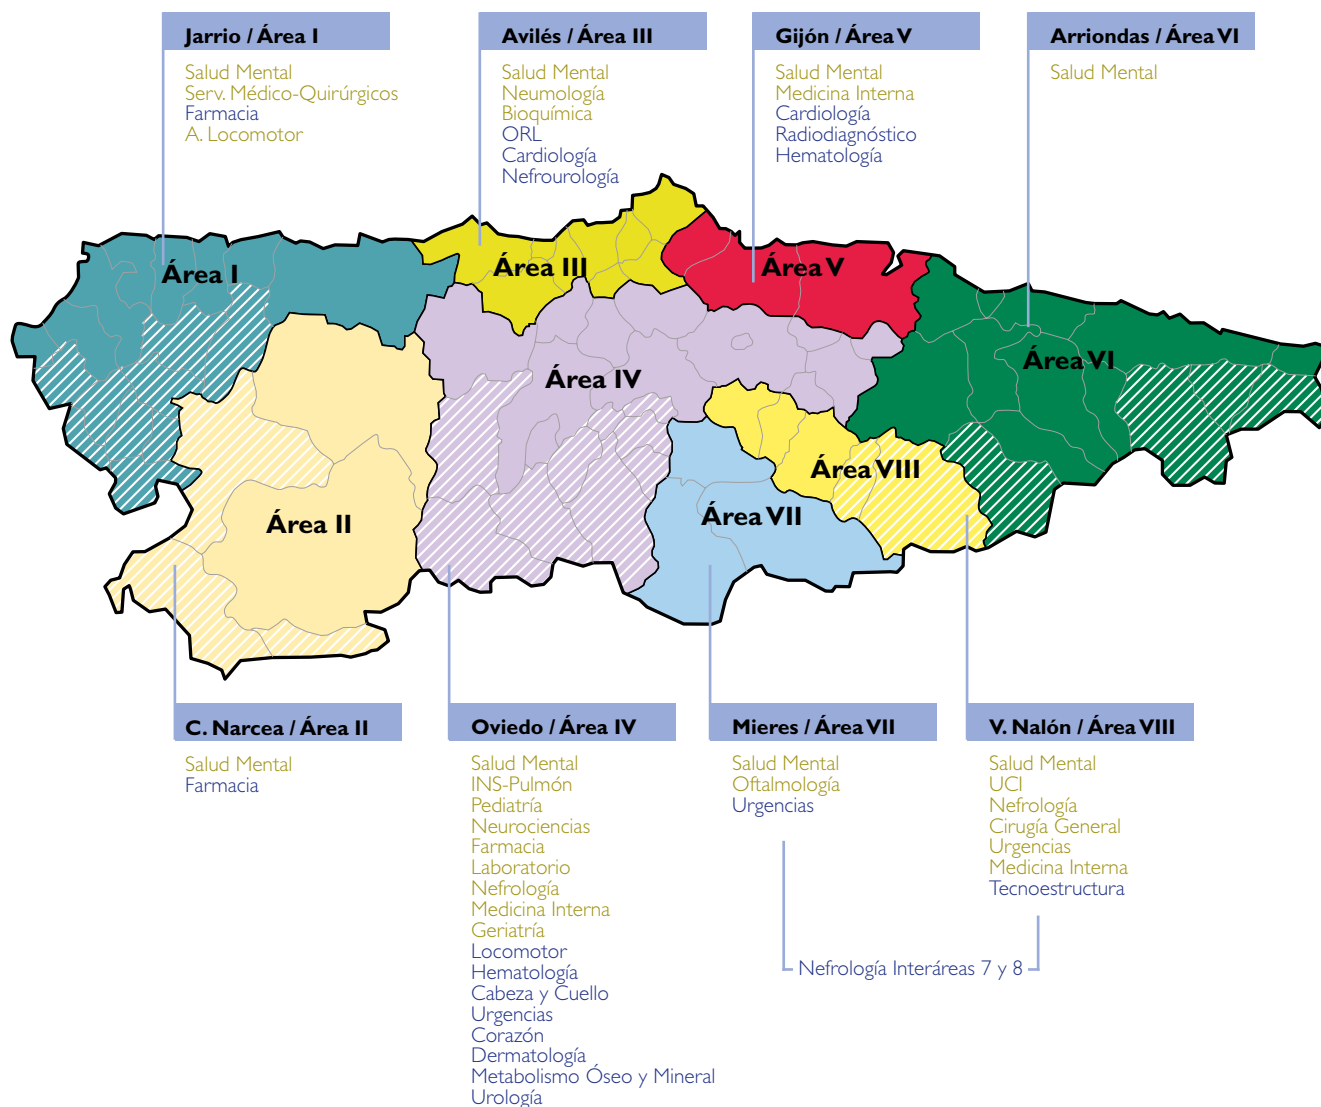 Jarrio / Área I
Salud Mental
Serv. Médico-Quirúrgicos
Farmacia
A. Locomotor
Avilés / Área III
Salud Mental
Neumología
Bioquímica
ORL
Cardiología
Nefrourología
Gijón / Área V
Salud Mental
Medicina Interna
Cardiología
Radiodiagnóstico
Hematología
Arriondas / Área VI
Salud Mental
Área I
Área III
Área V
Área IV
Área VI
Área VIII
Área II
Área VII
C. Narcea / Área II
Salud Mental
Farmacia
Oviedo / Área IV
Salud Mental
INS-Pulmón
Pediatría
Neurociencias
Farmacia
Laboratorio
Nefrología
Medicina Interna
Geriatría
Locomotor
Hematología
Cabeza y Cuello
Urgencias
Corazón
Dermatología
Metabolismo Óseo y Mineral
Urología
Mieres / Área VII
Salud Mental
Oftalmología
Urgencias
V. Nalón / Área VIII
Salud Mental
UCI
Nefrología
Cirugía General
Urgencias
Medicina Interna
Tecnoestructura
Nefrología Interáreas 7 y 8